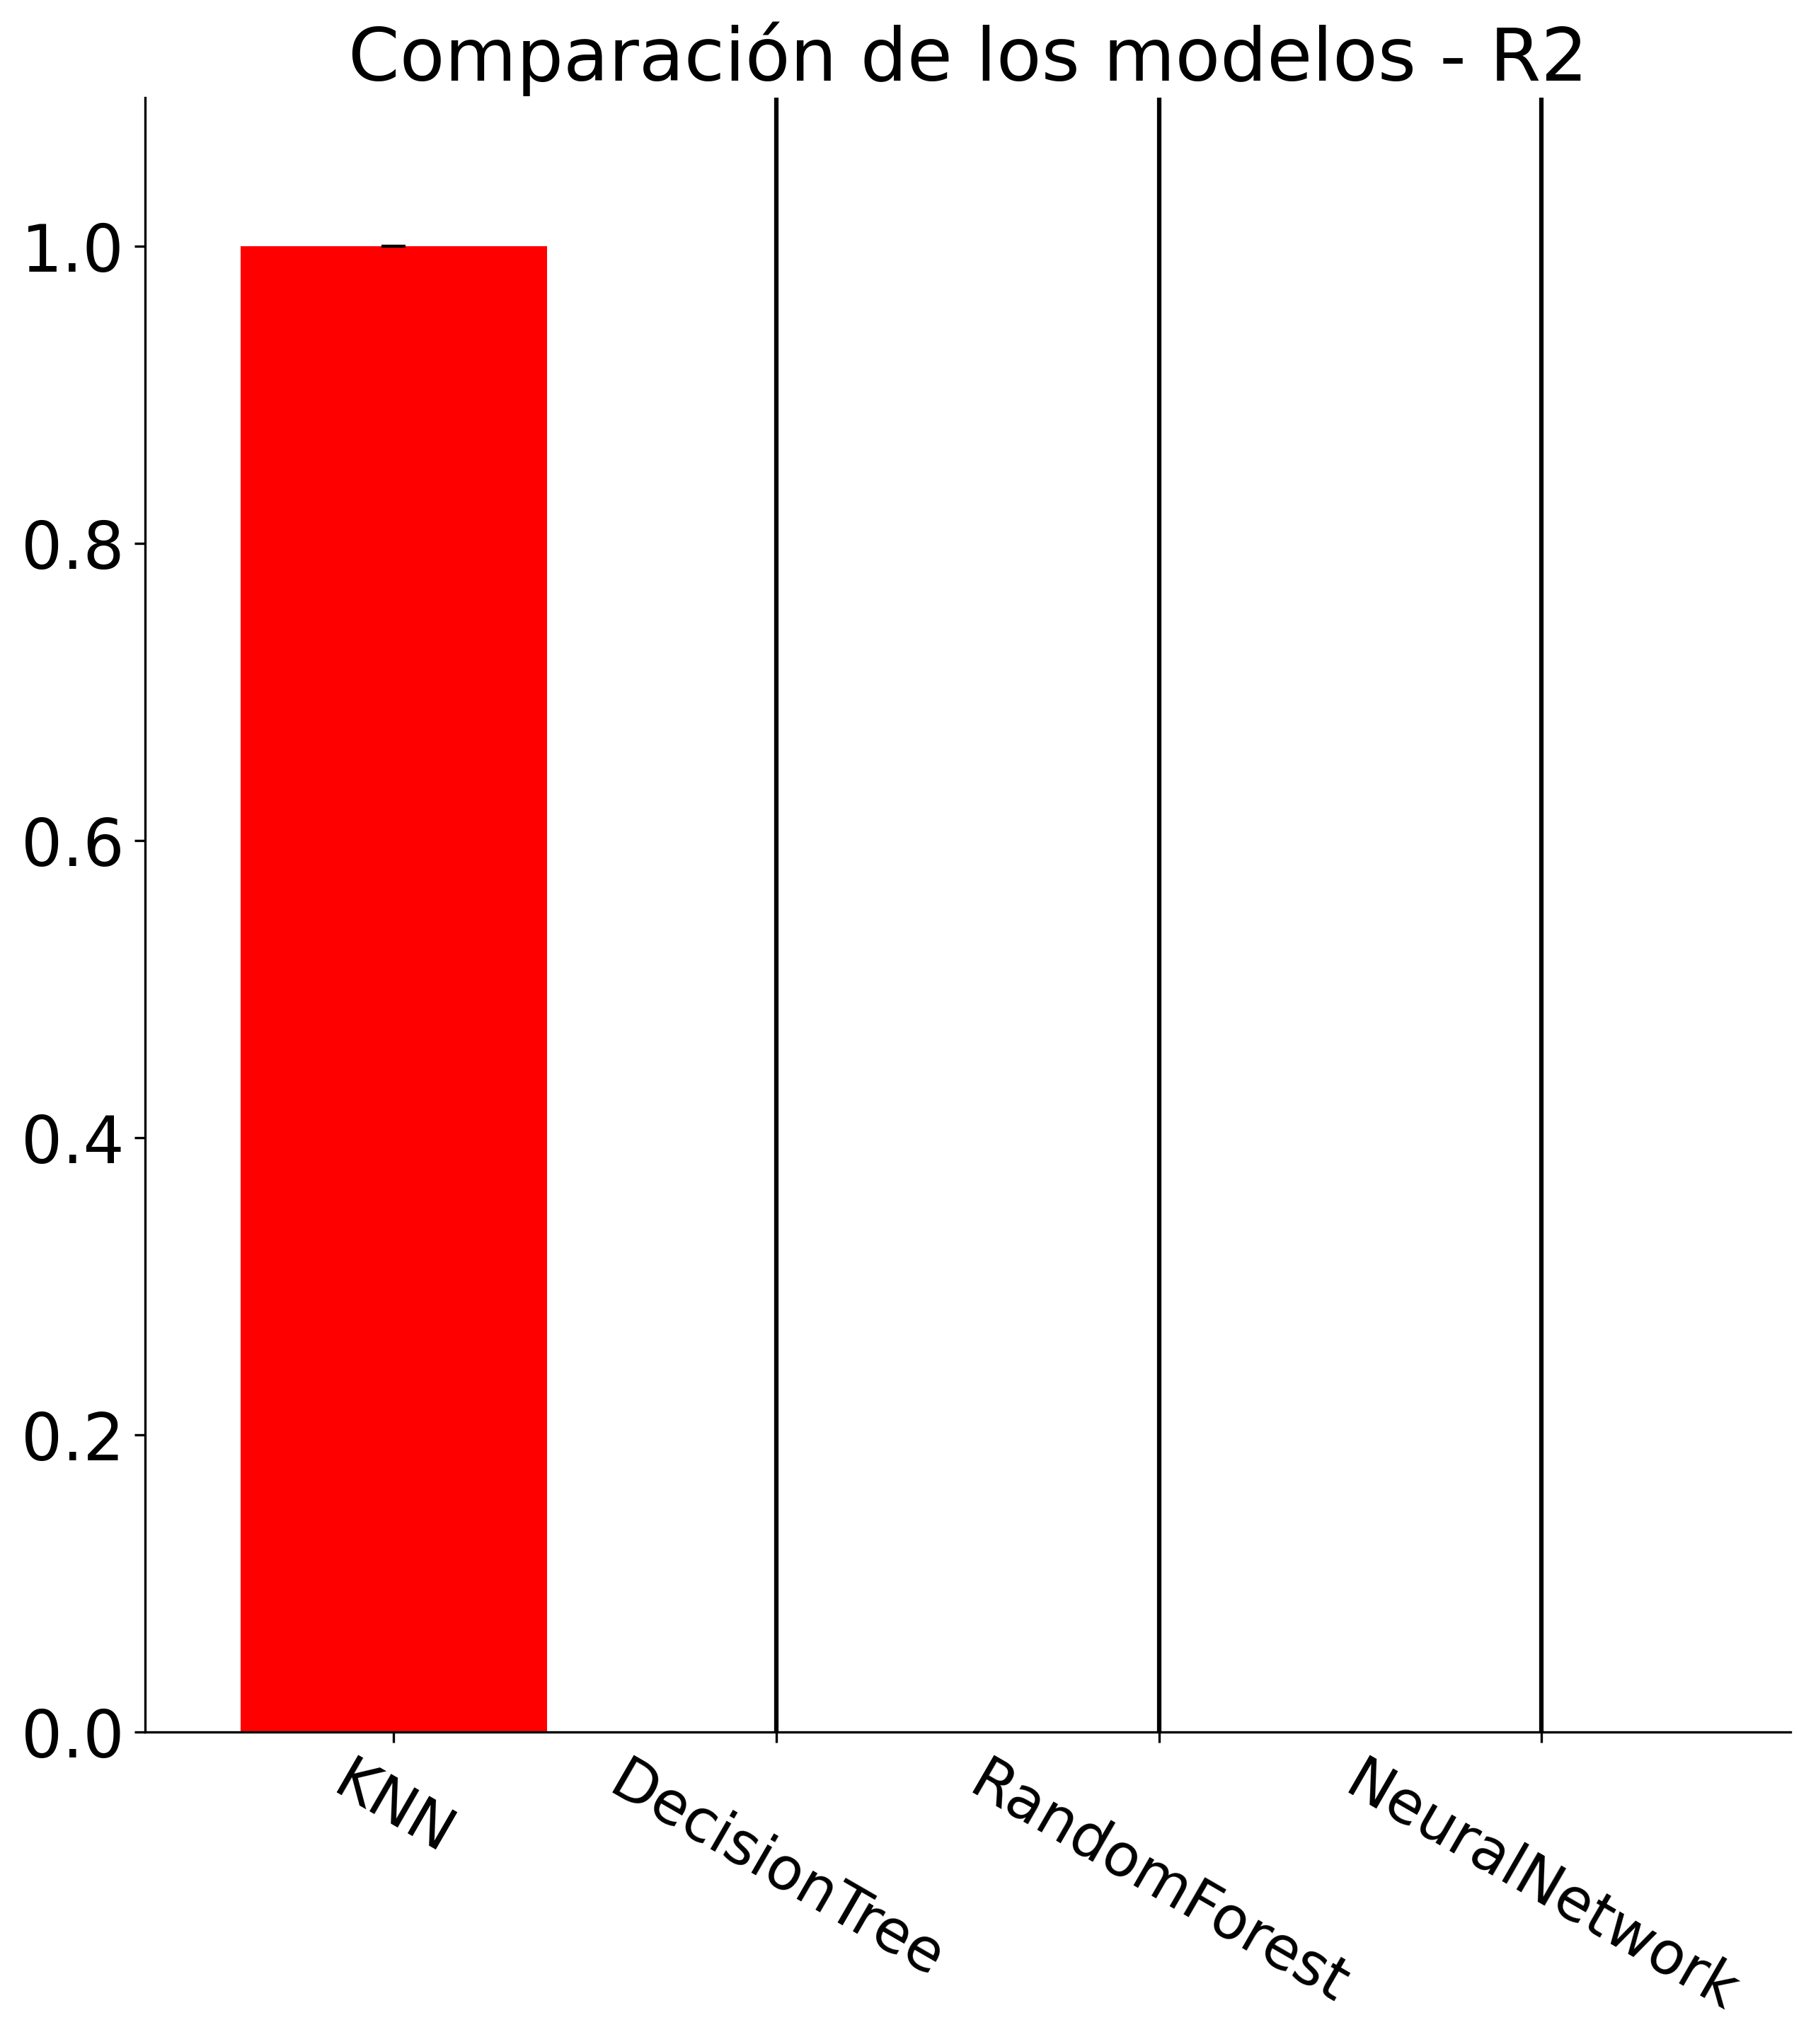 Comparación de los modelos - R2
1.0
0.8
0.6
0.4
0.2
0.0
KNN
DecisionTree
RandomForest
NeuralNetwork